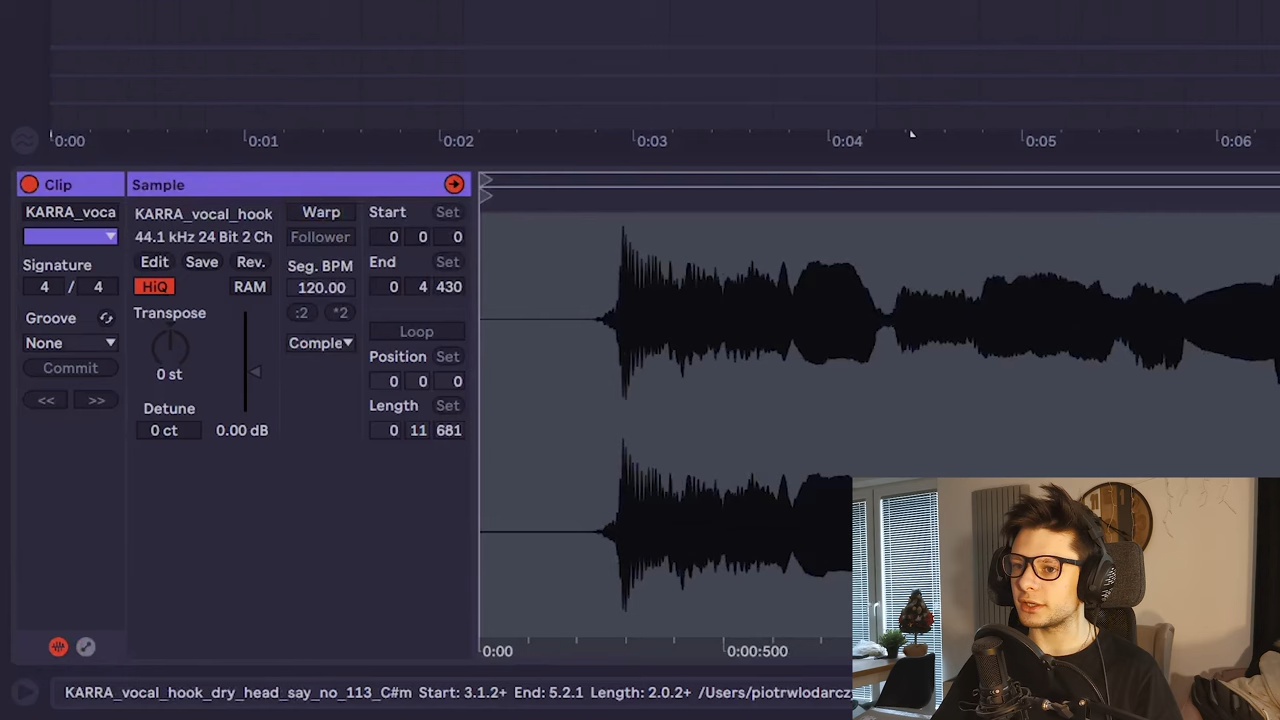 0:00 0:01 0:02 0:03 0:04 0:05 0:06
Clip Sample
KARRA_voca KARRA_vocal_hook Warp Start Set
44.1 kHz 24 Bit 2 Ch Follower 0 0 0
Signature Edit Save Rev. Seg. BPM End Set
4 / 4 HiQ RAM 120.00 0 4 430
Groove Transpose :2 *2
None Comple Loop
Commit 0 st Position Set
<< >> 0 0 0
Detune Length Set
0 ct 0.00 dB 0 11 681
0:00 0:00:500
KARRA_vocal_hook_dry_head_say_no_113_C#m Start: 3.1.2+ End: 5.2.1 Length: 2.0.2+ /Users/piotrwlodarcz